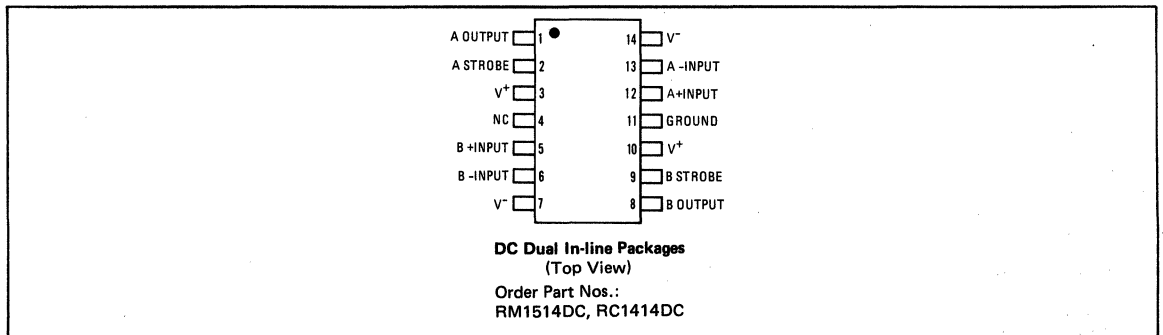 A OUTPUT 1 14 V⁻
A STROBE 2 13 A -INPUT
V⁺ 3 12 A+INPUT
NC 4 11 GROUND
B +INPUT 5 10 V⁺
B -INPUT 6 9 B STROBE
V⁻ 7 8 B OUTPUT
DC Dual In-line Packages
(Top View)
Order Part Nos.:
RM1514DC, RC1414DC